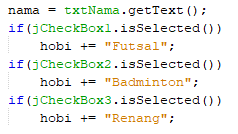 nama = txtNama.getText();
if(jCheckBox1.isSelected())
    hobi += "Futsal";
if(jCheckBox2.isSelected())
    hobi += "Badminton";
if(jCheckBox3.isSelected())
    hobi += "Renang";